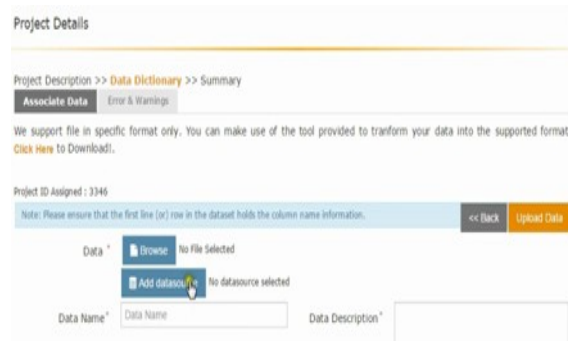 Project Details
Project Description >> Data Dictionary >> Summary
Associate Data Error & Warnings
We support file in specific format only. You can make use of the tool provided to tranform your data into the supported format
Click Here to Download!.
Project ID Assigned : 3346
Note: Please ensure that the first line (or) row in the dataset holds the column name information. << Back Upload Data
Data * Browse No File Selected
Add datasource No datasource selected
Data Name* Data Name Data Description*